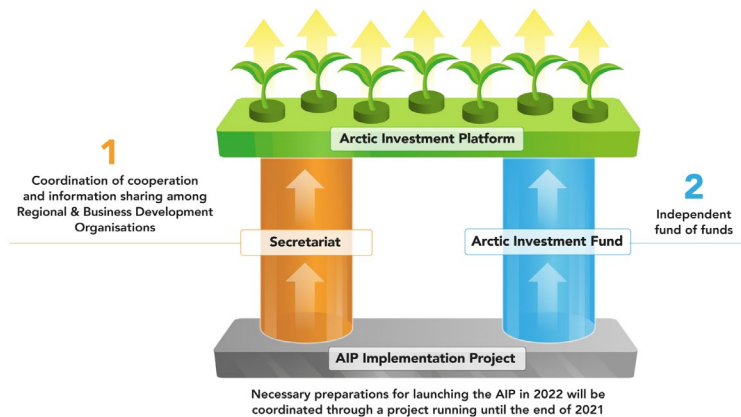 Arctic Investment Platform
1
Coordination of cooperation
and information sharing among
Regional & Business Development
Organisations
Secretariat
2
Independent
fund of funds
Arctic Investment Fund
AIP Implementation Project
Necessary preparations for launching the AIP in 2022 will be
coordinated through a project running until the end of 2021